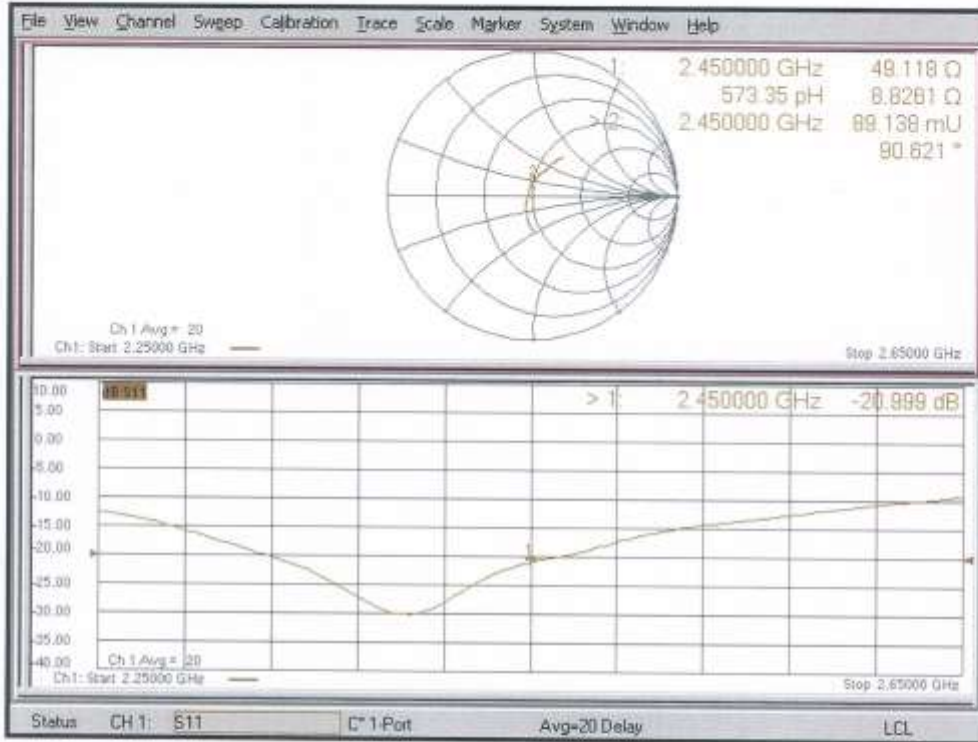 File View Channel Sweep Calibration Trace Scale Marker System Window Help
1: 2.450000 GHz 49.118 Ω
573.35 pH 8.8261 Ω
> 2: 2.450000 GHz 89.138 mU
90.621 °
Ch 1 Avg = 20
Ch1: Start 2.25000 GHz
Stop 2.65000 GHz
10.00
dB S11
> 1: 2.450000 GHz -20.999 dB
5.00
0.00
-5.00
-10.00
-15.00
-20.00
1
-25.00
-30.00
-35.00
-40.00
Ch 1 Avg = 20
Ch1: Start 2.25000 GHz
Stop 2.65000 GHz
Status CH 1: S11 C* 1-Port Avg=20 Delay LCL